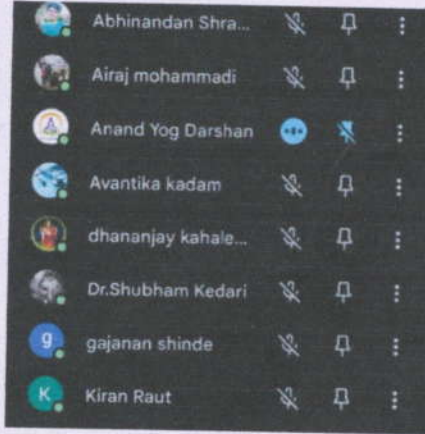 Abhinandan Shra...
Airaj mohammadi
Anand Yog Darshan
Avantika kadam
dhananjay kahale...
Dr.Shubham Kedari
g gajanan shinde
K Kiran Raut